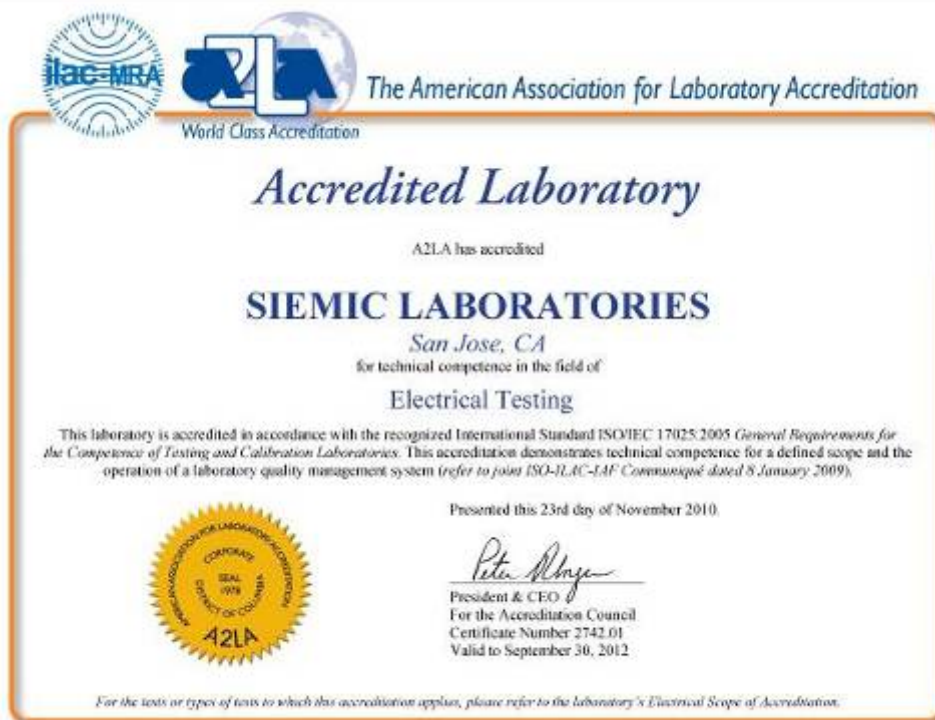 ilac-MRA
A2LA
World Class Accreditation
The American Association for Laboratory Accreditation
Accredited Laboratory
A2LA has accredited
SIEMIC LABORATORIES
San Jose, CA
for technical competence in the field of
Electrical Testing
This laboratory is accredited in accordance with the recognized International Standard ISO/IEC 17025:2005 General Requirements for
the Competence of Testing and Calibration Laboratories. This accreditation demonstrates technical competence for a defined scope and the
operation of a laboratory quality management system (refer to joint ISO-ILAC-IAF Communiqué dated 8 January 2009).
Presented this 23rd day of November 2010.
AMERICAN ASSOCIATION FOR LABORATORY ACCREDITATION
CORPORATE
SEAL
1978
DISTRICT OF COLUMBIA
A2LA
President & CEO
For the Accreditation Council
Certificate Number 2742.01
Valid to September 30, 2012
For the tests or types of tests to which this accreditation applies, please refer to the laboratory's Electrical Scope of Accreditation.